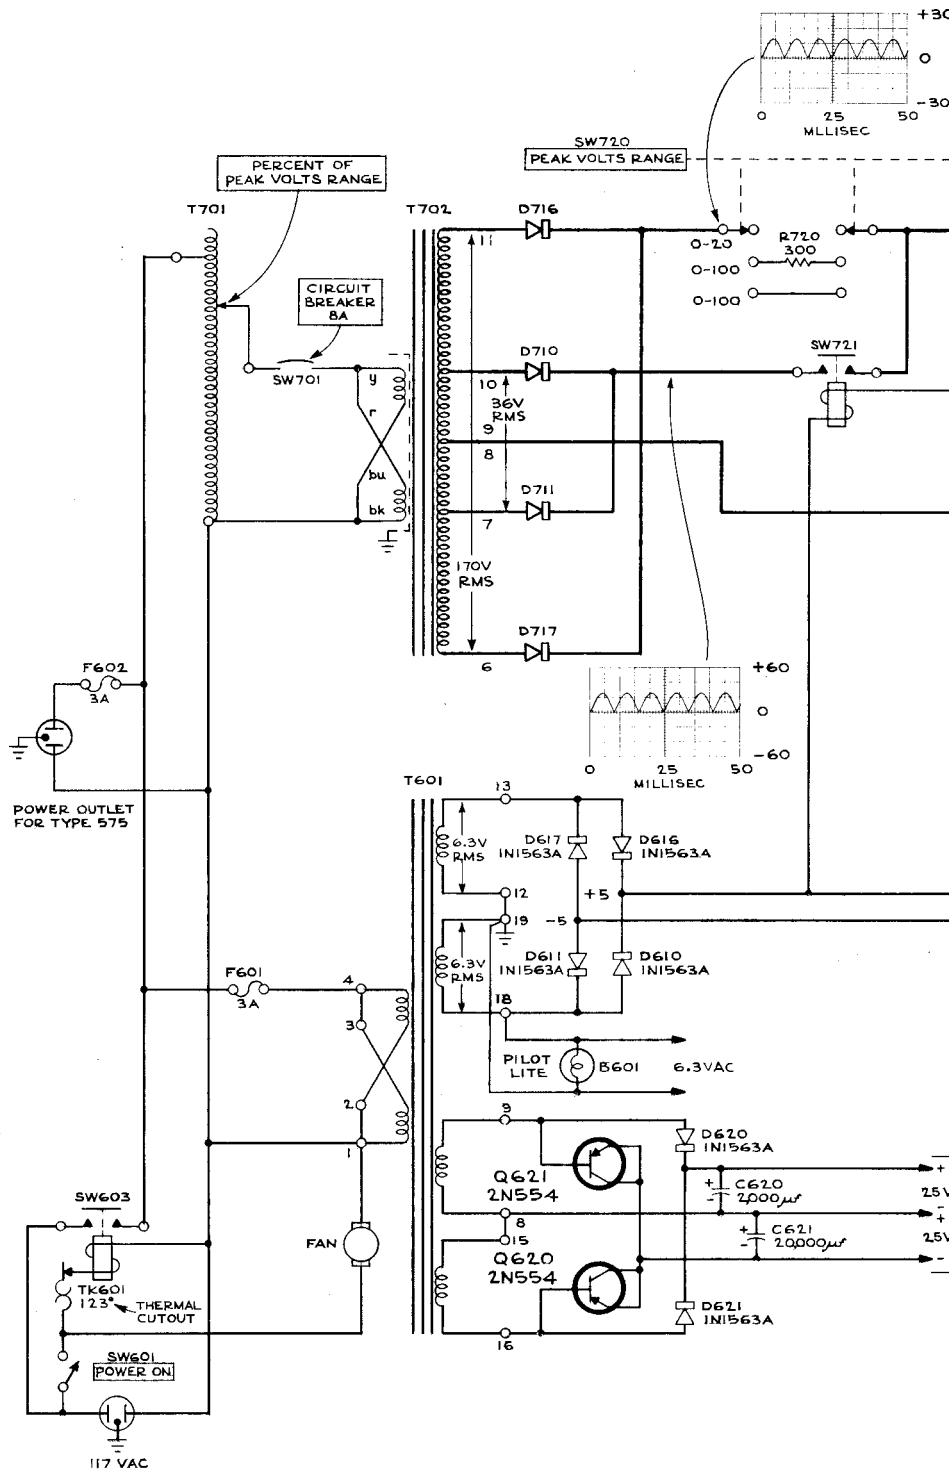 +30
0
-30
0 25 50
MLLISEC
SW720
PEAK VOLTS RANGE
PERCENT OF
PEAK VOLTS RANGE
T701
T702
D716
11
0-20
R720
300
0-100
0-100
CIRCUIT
BREAKER
8A
SW701
y
r
bu
bk
D710
10
36V
RMS
9
8
SW721
D711
7
170V
RMS
D717
6
F602
3A
POWER OUTLET
FOR TYPE 575
+60
0
-60
0 25 50
MILLISEC
T601
13
6.3V
RMS
D617
1N1563A
D616
1N1563A
12
+5
19
-5
6.3V
RMS
D611
1N1563A
D610
1N1563A
18
F601
3A
4
3
2
1
PILOT
LITE
B601
6.3VAC
9
D620
1N1563A
Q621
2N554
C620
2,000µf
+
-
+
25V
-
+
25V
-
8
15
C621
20,000µf
+
-
Q620
2N554
FAN
D621
1N1563A
16
SW603
TK601
123°
THERMAL
CUTOUT
SW601
POWER ON
117 VAC